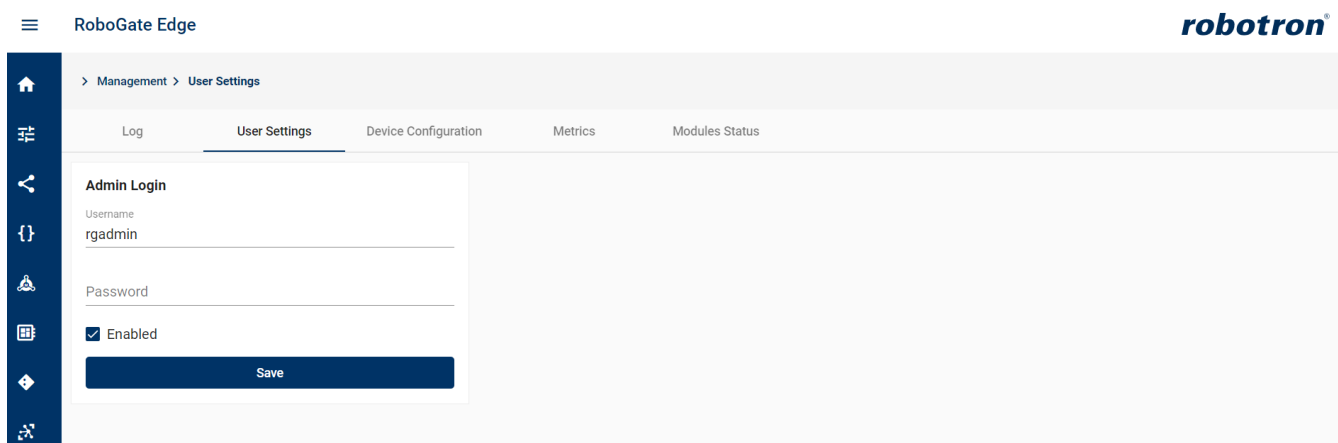 RoboGate Edge
robotron®
> Management > User Settings
Log User Settings Device Configuration Metrics Modules Status
Admin Login
Username
rgadmin
Password
Enabled
Save